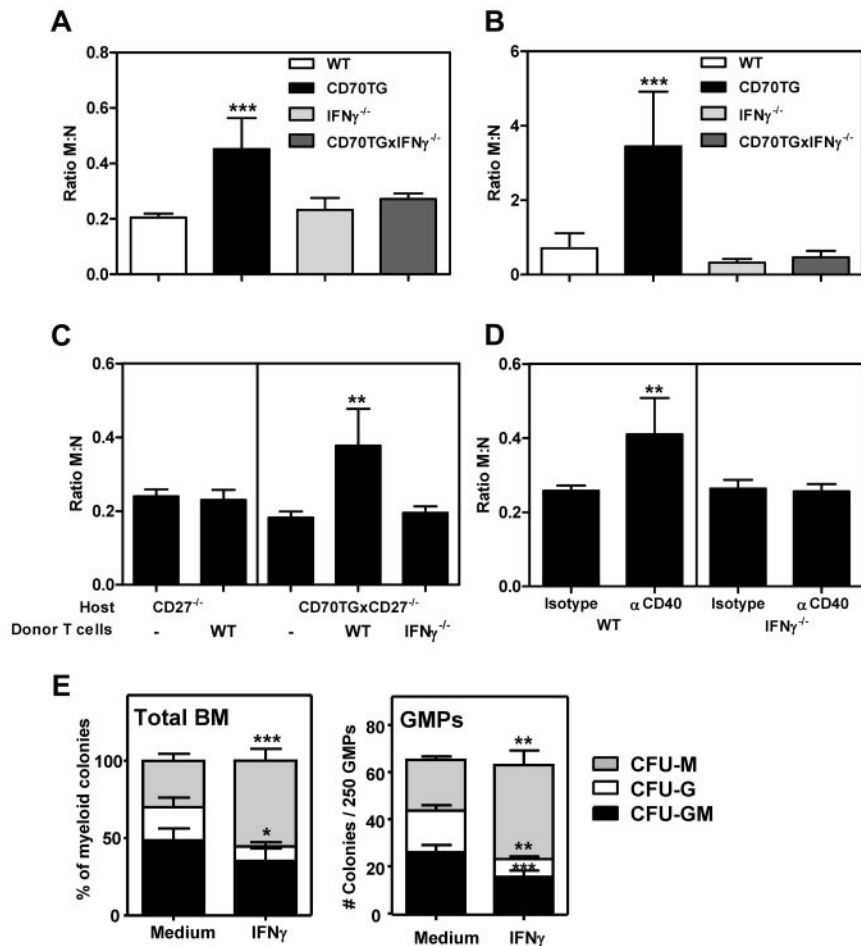 A
Ratio M:N
0.8
0.6
0.4
0.2
0.0
***
WT
CD70TG
IFNγ-/-
CD70TGxIFNγ-/-
B
Ratio M:N
6
4
2
0
***
WT
CD70TG
IFNγ-/-
CD70TGxIFNγ-/-
C
Ratio M:N
0.6
0.4
0.2
0.0
**
Host CD27-/- CD70TGxCD27-/-
Donor T cells - WT - WT IFNγ-/-
D
Ratio M:N
0.6
0.4
0.2
0.0
**
Isotype αCD40 Isotype αCD40
WT IFNγ-/-
E
% of myeloid colonies
Total BM
100
50
0
***
*
Medium IFNγ
# Colonies / 250 GMPs
GMPs
80
60
40
20
0
**
**
***
Medium IFNγ
CFU-M
CFU-G
CFU-GM